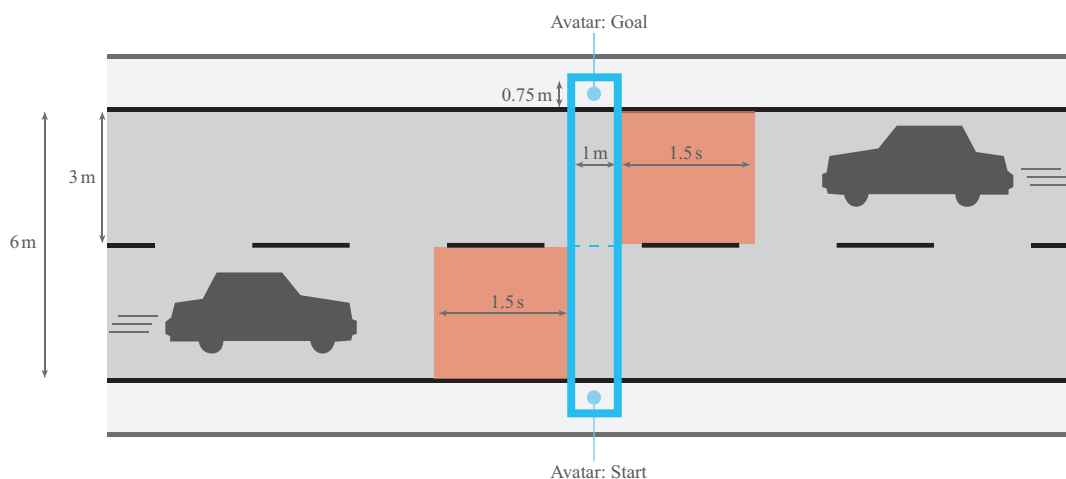 Avatar: Goal
0.75 m
1 m
1.5 s
3 m
6 m
1.5 s
Avatar: Start